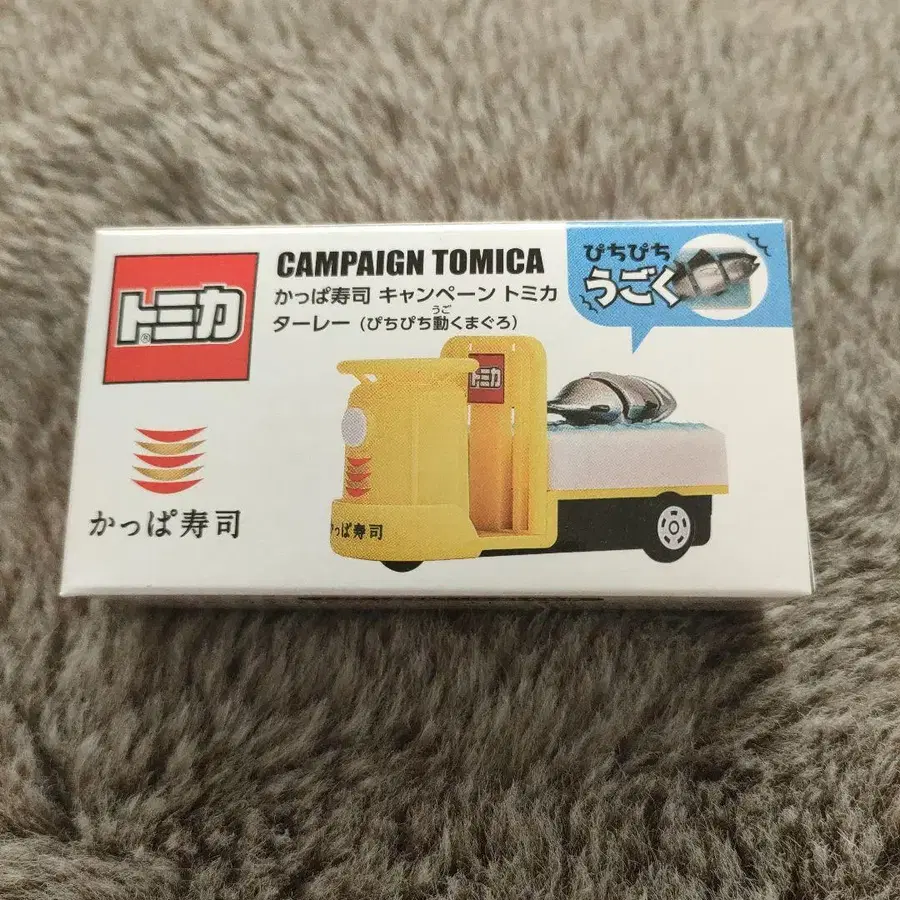 トミカ
CAMPAIGN TOMICA
かっぱ寿司 キャンペーン トミカ
うご
ターレー (ぴちぴち動くまぐろ)
ぴちぴち
うごく
トミカ
かっぱ寿司
かっぱ寿司